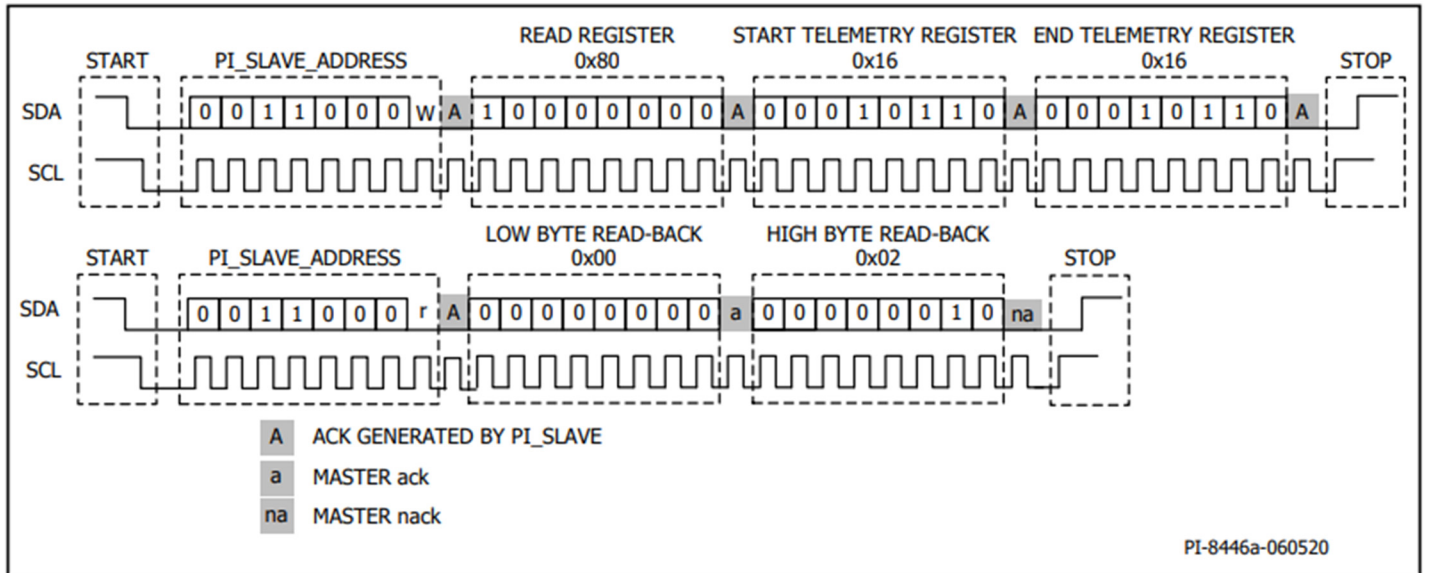 READ REGISTER START TELEMETRY REGISTER END TELEMETRY REGISTER
START PI_SLAVE_ADDRESS 0x80 0x16 0x16 STOP
SDA 0 0 1 1 0 0 0 W A 1 0 0 0 0 0 0 0 A 0 0 0 1 0 1 1 0 A 0 0 0 1 0 1 1 0 A
SCL
LOW BYTE READ-BACK HIGH BYTE READ-BACK
START PI_SLAVE_ADDRESS 0x00 0x02 STOP
SDA 0 0 1 1 0 0 0 r A 0 0 0 0 0 0 0 0 a 0 0 0 0 0 0 1 0 na
SCL
A ACK GENERATED BY PI_SLAVE
a MASTER ack
na MASTER nack
PI-8446a-060520